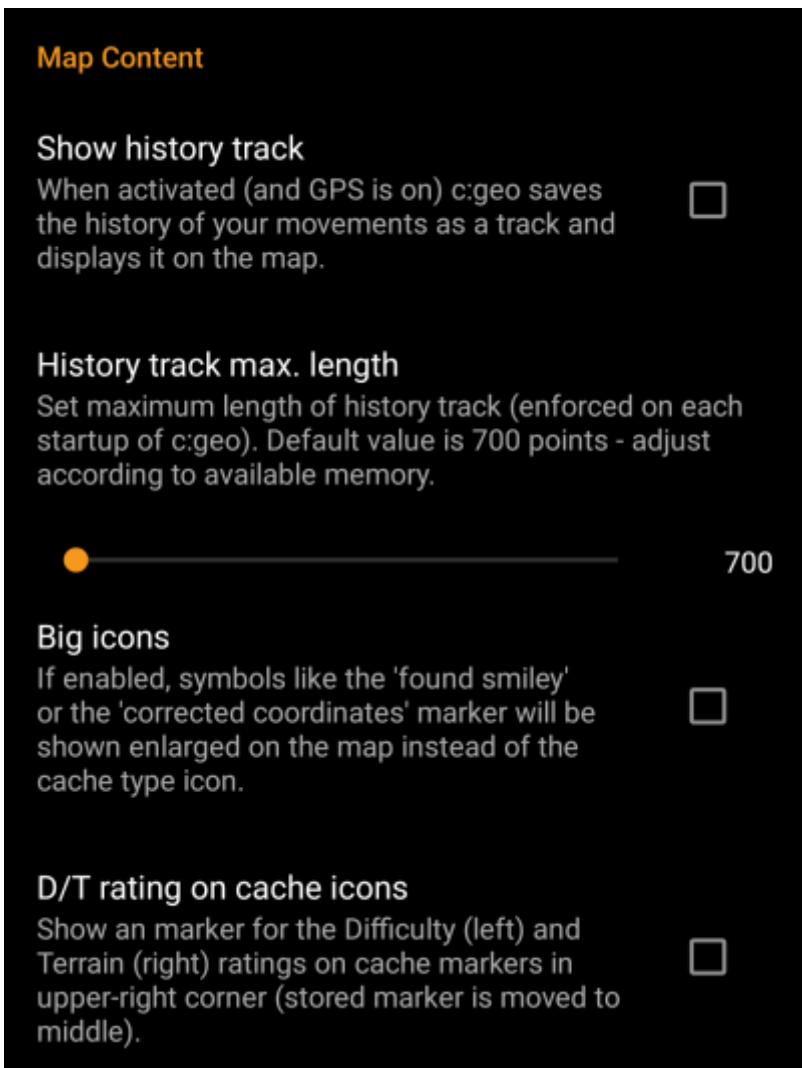 Map Content
Show history track
When activated (and GPS is on) c:geo saves
the history of your movements as a track and
displays it on the map.
History track max. length
Set maximum length of history track (enforced on each
startup of c:geo). Default value is 700 points - adjust
according to available memory.
700
Big icons
If enabled, symbols like the 'found smiley'
or the 'corrected coordinates' marker will be
shown enlarged on the map instead of the
cache type icon.
D/T rating on cache icons
Show an marker for the Difficulty (left) and
Terrain (right) ratings on cache markers in
upper-right corner (stored marker is moved to
middle).